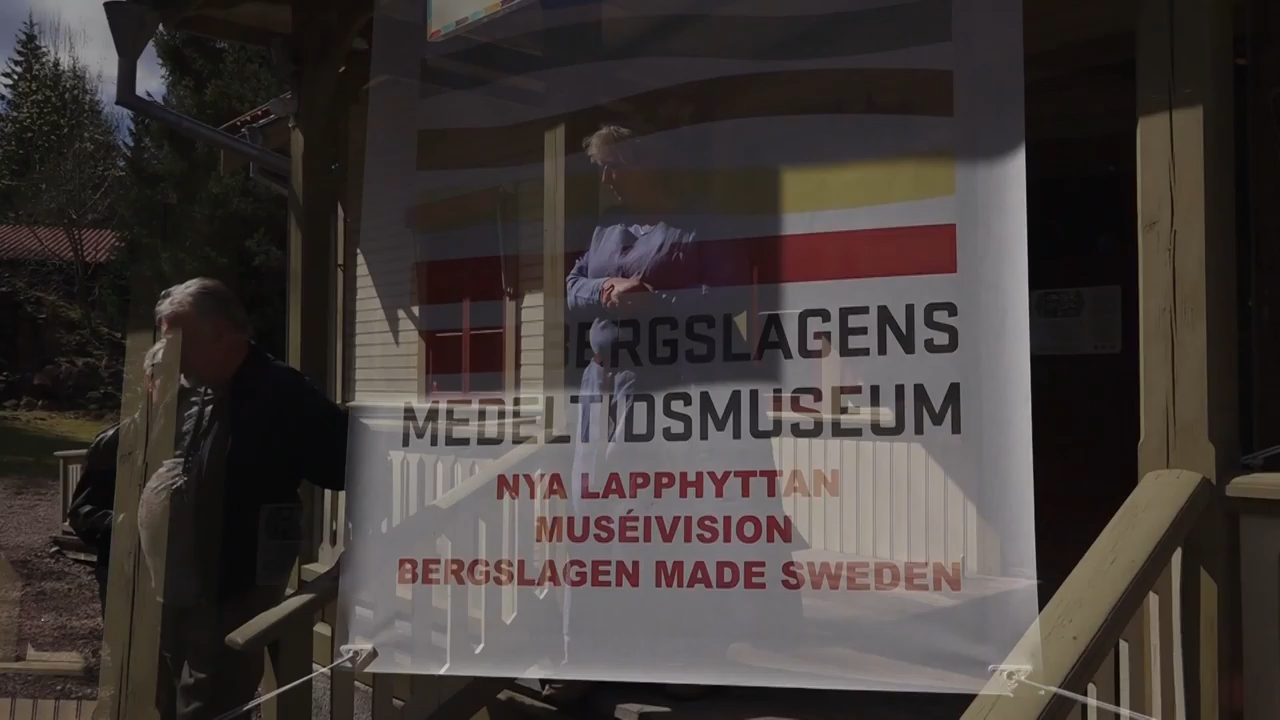 BERGSLAGENS
MEDELTIDSMUSEUM
NYA LAPPHYTTAN
MUSÉIVISION
BERGSLAGEN MADE SWEDEN